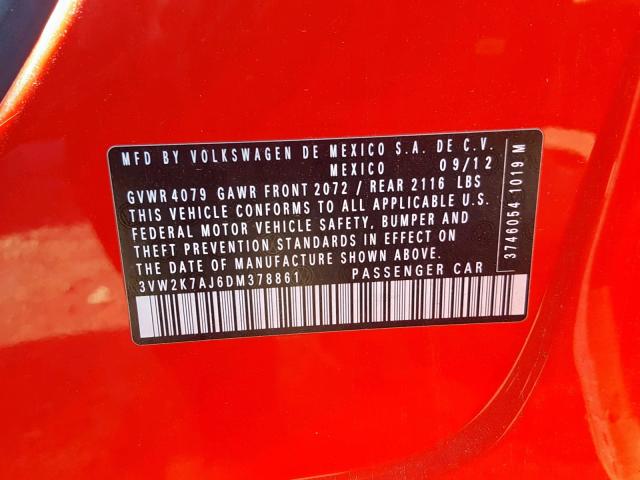 MFD BY VOLKSWAGEN DE MEXICO S.A. DE C.V.
MEXICO 09/12
GVWR 4079 GAWR FRONT 2072 / REAR 2116 LBS
THIS VEHICLE CONFORMS TO ALL APPLICABLE U.S.
FEDERAL MOTOR VEHICLE SAFETY, BUMPER AND
THEFT PREVENTION STANDARDS IN EFFECT ON
THE DATE OF MANUFACTURE SHOWN ABOVE.
3VW2K7AJ6DM378861 PASSENGER CAR
3746054 1019 M